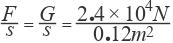 F/s = G/s = 2.4 × 10⁴N / 0.12m²